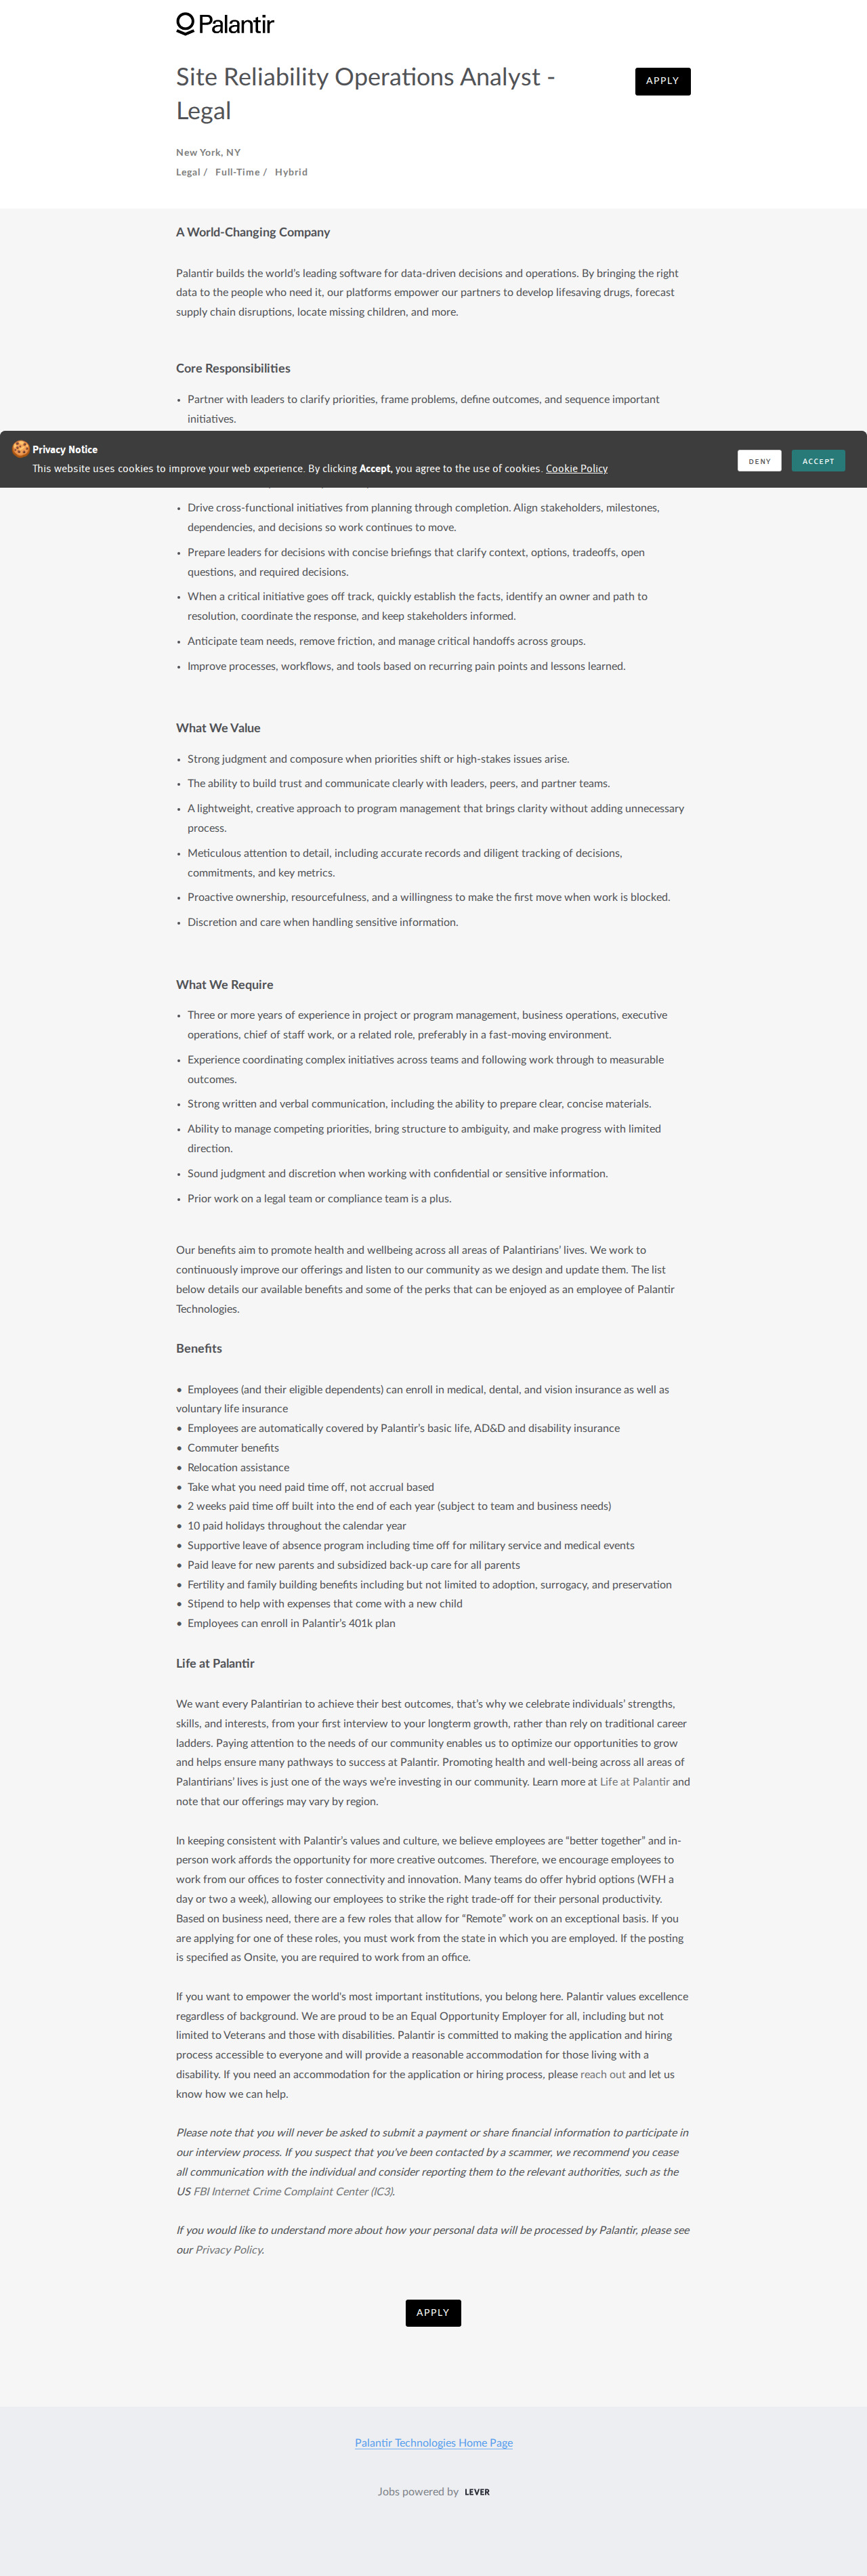 Palantir
Site Reliability Operations Analyst -
Legal
APPLY
New York, NY
Legal / Full-Time / Hybrid
A World-Changing Company
Palantir builds the world’s leading software for data-driven decisions and operations. By bringing the right
data to the people who need it, our platforms empower our partners to develop lifesaving drugs, forecast
supply chain disruptions, locate missing children, and more.
Core Responsibilities
• Partner with leaders to clarify priorities, frame problems, define outcomes, and sequence important
initiatives.
Privacy Notice
This website uses cookies to improve your web experience. By clicking Accept, you agree to the use of cookies. Cookie Policy
DENY
ACCEPT
• Drive cross-functional initiatives from planning through completion. Align stakeholders, milestones,
dependencies, and decisions so work continues to move.
• Prepare leaders for decisions with concise briefings that clarify context, options, tradeoffs, open
questions, and required decisions.
• When a critical initiative goes off track, quickly establish the facts, identify an owner and path to
resolution, coordinate the response, and keep stakeholders informed.
• Anticipate team needs, remove friction, and manage critical handoffs across groups.
• Improve processes, workflows, and tools based on recurring pain points and lessons learned.
What We Value
• Strong judgment and composure when priorities shift or high-stakes issues arise.
• The ability to build trust and communicate clearly with leaders, peers, and partner teams.
• A lightweight, creative approach to program management that brings clarity without adding unnecessary
process.
• Meticulous attention to detail, including accurate records and diligent tracking of decisions,
commitments, and key metrics.
• Proactive ownership, resourcefulness, and a willingness to make the first move when work is blocked.
• Discretion and care when handling sensitive information.
What We Require
• Three or more years of experience in project or program management, business operations, executive
operations, chief of staff work, or a related role, preferably in a fast-moving environment.
• Experience coordinating complex initiatives across teams and following work through to measurable
outcomes.
• Strong written and verbal communication, including the ability to prepare clear, concise materials.
• Ability to manage competing priorities, bring structure to ambiguity, and make progress with limited
direction.
• Sound judgment and discretion when working with confidential or sensitive information.
• Prior work on a legal team or compliance team is a plus.
Our benefits aim to promote health and wellbeing across all areas of Palantirians’ lives. We work to
continuously improve our offerings and listen to our community as we design and update them. The list
below details our available benefits and some of the perks that can be enjoyed as an employee of Palantir
Technologies.
Benefits
• Employees (and their eligible dependents) can enroll in medical, dental, and vision insurance as well as
voluntary life insurance
• Employees are automatically covered by Palantir’s basic life, AD&D and disability insurance
• Commuter benefits
• Relocation assistance
• Take what you need paid time off, not accrual based
• 2 weeks paid time off built into the end of each year (subject to team and business needs)
• 10 paid holidays throughout the calendar year
• Supportive leave of absence program including time off for military service and medical events
• Paid leave for new parents and subsidized back-up care for all parents
• Fertility and family building benefits including but not limited to adoption, surrogacy, and preservation
• Stipend to help with expenses that come with a new child
• Employees can enroll in Palantir’s 401k plan
Life at Palantir
We want every Palantirian to achieve their best outcomes, that’s why we celebrate individuals’ strengths,
skills, and interests, from your first interview to your longterm growth, rather than rely on traditional career
ladders. Paying attention to the needs of our community enables us to optimize our opportunities to grow
and helps ensure many pathways to success at Palantir. Promoting health and well-being across all areas of
Palantirians’ lives is just one of the ways we’re investing in our community. Learn more at Life at Palantir and
note that our offerings may vary by region.
In keeping consistent with Palantir’s values and culture, we believe employees are “better together” and in-
person work affords the opportunity for more creative outcomes. Therefore, we encourage employees to
work from our offices to foster connectivity and innovation. Many teams do offer hybrid options (WFH a
day or two a week), allowing our employees to strike the right trade-off for their personal productivity.
Based on business need, there are a few roles that allow for “Remote” work on an exceptional basis. If you
are applying for one of these roles, you must work from the state in which you are employed. If the posting
is specified as Onsite, you are required to work from an office.
If you want to empower the world's most important institutions, you belong here. Palantir values excellence
regardless of background. We are proud to be an Equal Opportunity Employer for all, including but not
limited to Veterans and those with disabilities. Palantir is committed to making the application and hiring
process accessible to everyone and will provide a reasonable accommodation for those living with a
disability. If you need an accommodation for the application or hiring process, please reach out and let us
know how we can help.
Please note that you will never be asked to submit a payment or share financial information to participate in
our interview process. If you suspect that you've been contacted by a scammer, we recommend you cease
all communication with the individual and consider reporting them to the relevant authorities, such as the
US FBI Internet Crime Complaint Center (IC3).
If you would like to understand more about how your personal data will be processed by Palantir, please see
our Privacy Policy.
APPLY
Palantir Technologies Home Page
Jobs powered by LEVER